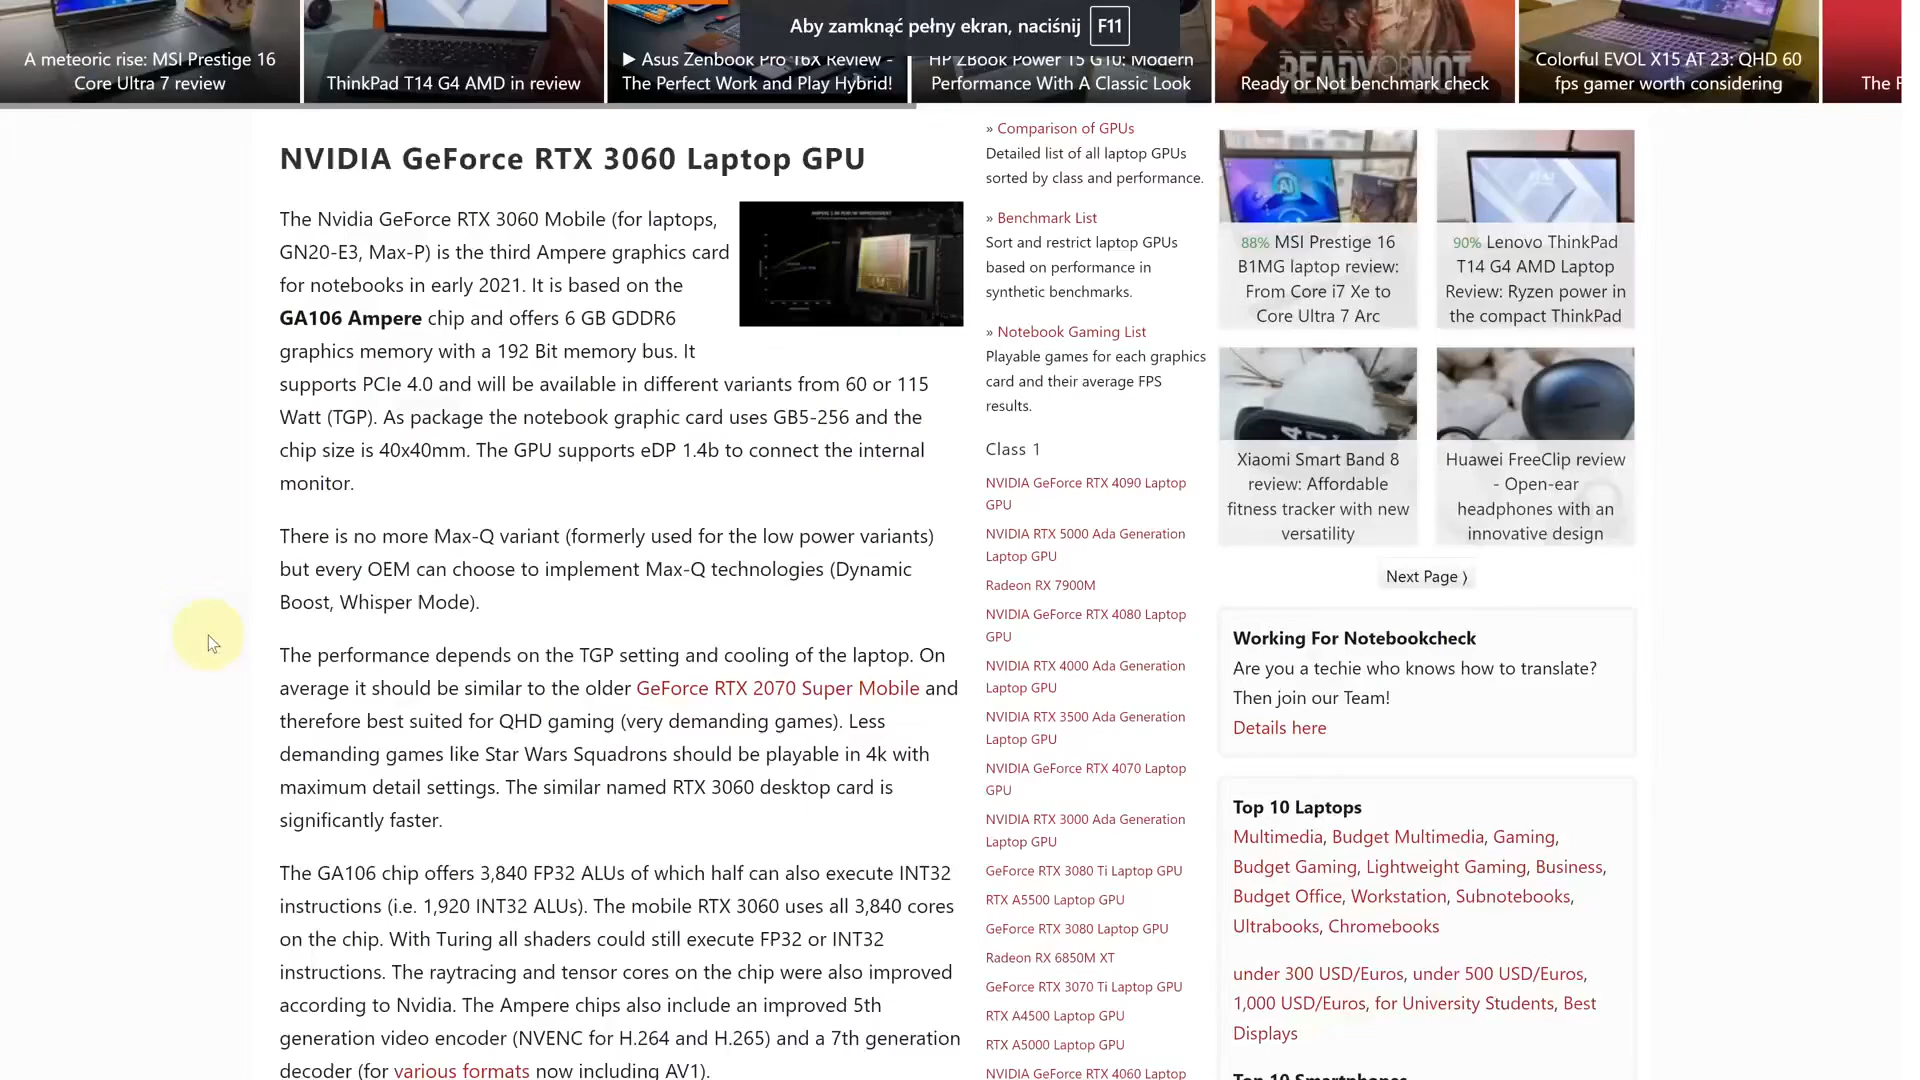 A meteoric rise: MSI Prestige 16
Core Ultra 7 review
ThinkPad T14 G4 AMD in review
▶ Asus Zenbook Pro 16X Review -
The Perfect Work and Play Hybrid!
HP ZBook Power 15 G10: Modern
Performance With A Classic Look
READY OR NOT
Ready or Not benchmark check
Colorful EVOL X15 AT 23: QHD 60
fps gamer worth considering
The
Aby zamknąć pełny ekran, naciśnij F11
NVIDIA GeForce RTX 3060 Laptop GPU
The Nvidia GeForce RTX 3060 Mobile (for laptops,
GN20-E3, Max-P) is the third Ampere graphics card
for notebooks in early 2021. It is based on the
GA106 Ampere chip and offers 6 GB GDDR6
graphics memory with a 192 Bit memory bus. It
supports PCIe 4.0 and will be available in different variants from 60 or 115
Watt (TGP). As package the notebook graphic card uses GB5-256 and the
chip size is 40x40mm. The GPU supports eDP 1.4b to connect the internal
monitor.
There is no more Max-Q variant (formerly used for the low power variants)
but every OEM can choose to implement Max-Q technologies (Dynamic
Boost, Whisper Mode).
The performance depends on the TGP setting and cooling of the laptop. On
average it should be similar to the older GeForce RTX 2070 Super Mobile and
therefore best suited for QHD gaming (very demanding games). Less
demanding games like Star Wars Squadrons should be playable in 4k with
maximum detail settings. The similar named RTX 3060 desktop card is
significantly faster.
The GA106 chip offers 3,840 FP32 ALUs of which half can also execute INT32
instructions (i.e. 1,920 INT32 ALUs). The mobile RTX 3060 uses all 3,840 cores
on the chip. With Turing all shaders could still execute FP32 or INT32
instructions. The raytracing and tensor cores on the chip were also improved
according to Nvidia. The Ampere chips also include an improved 5th
generation video encoder (NVENC for H.264 and H.265) and a 7th generation
decoder (for various formats now including AV1).
» Comparison of GPUs
Detailed list of all laptop GPUs
sorted by class and performance.
» Benchmark List
Sort and restrict laptop GPUs
based on performance in
synthetic benchmarks.
» Notebook Gaming List
Playable games for each graphics
card and their average FPS
results.
Class 1
NVIDIA GeForce RTX 4090 Laptop
GPU
NVIDIA RTX 5000 Ada Generation
Laptop GPU
Radeon RX 7900M
NVIDIA GeForce RTX 4080 Laptop
GPU
NVIDIA RTX 4000 Ada Generation
Laptop GPU
NVIDIA RTX 3500 Ada Generation
Laptop GPU
NVIDIA GeForce RTX 4070 Laptop
GPU
NVIDIA RTX 3000 Ada Generation
Laptop GPU
GeForce RTX 3080 Ti Laptop GPU
RTX A5500 Laptop GPU
GeForce RTX 3080 Laptop GPU
Radeon RX 6850M XT
GeForce RTX 3070 Ti Laptop GPU
RTX A4500 Laptop GPU
RTX A5000 Laptop GPU
NVIDIA GeForce RTX 4060 Laptop
AI
88% MSI Prestige 16
B1MG laptop review:
From Core i7 Xe to
Core Ultra 7 Arc
90% Lenovo ThinkPad
T14 G4 AMD Laptop
Review: Ryzen power in
the compact ThinkPad
Xiaomi Smart Band 8
review: Affordable
fitness tracker with new
versatility
Huawei FreeClip review
- Open-ear
headphones with an
innovative design
Next Page ⟩
Working For Notebookcheck
Are you a techie who knows how to translate?
Then join our Team!
Details here
Top 10 Laptops
Multimedia, Budget Multimedia, Gaming,
Budget Gaming, Lightweight Gaming, Business,
Budget Office, Workstation, Subnotebooks,
Ultrabooks, Chromebooks
under 300 USD/Euros, under 500 USD/Euros,
1,000 USD/Euros, for University Students, Best
Displays
Top 10 Smartphones